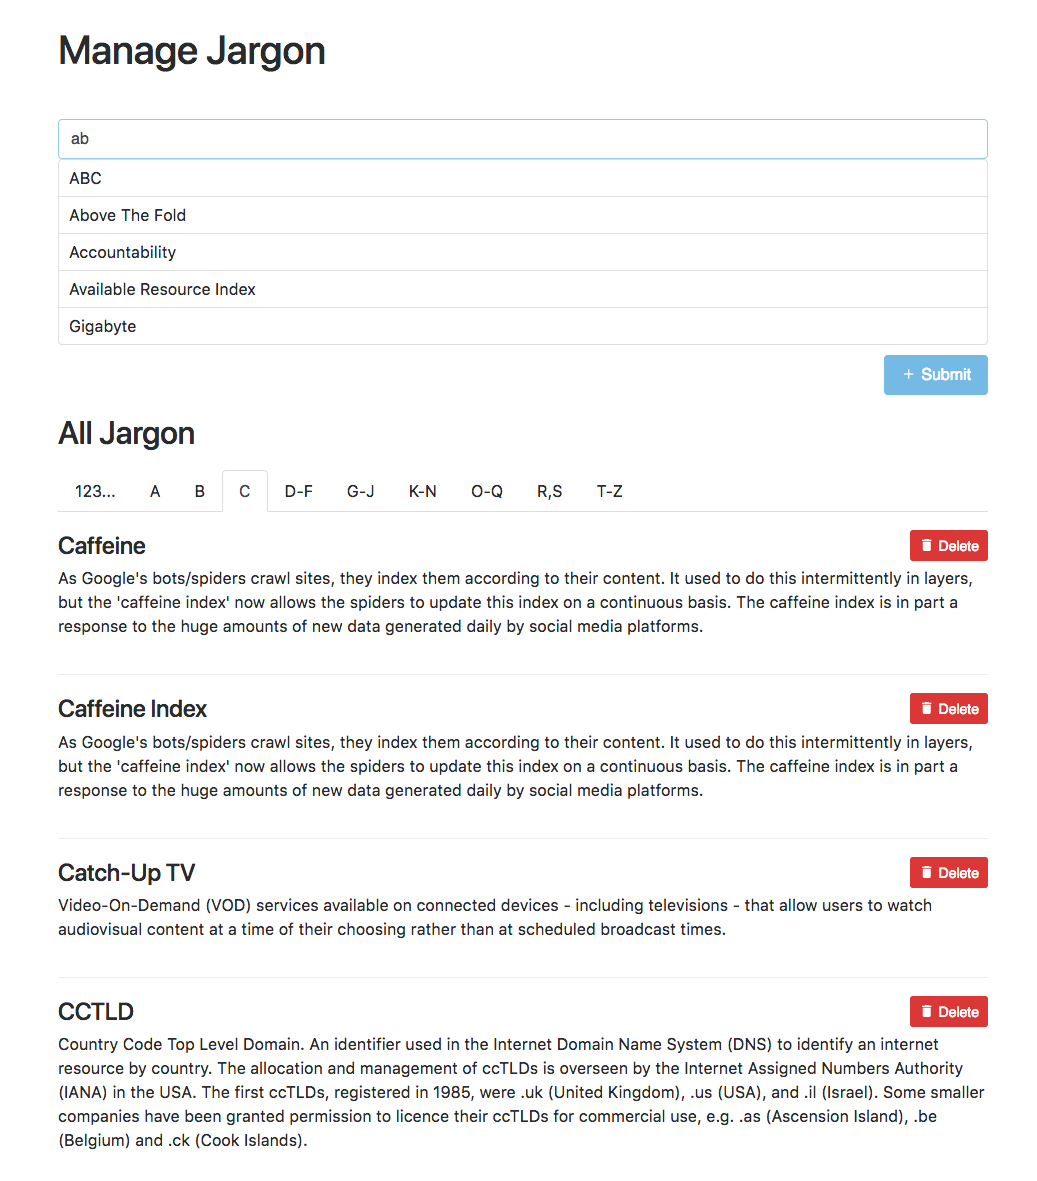 Manage Jargon
ab
ABC
Above The Fold
Accountability
Available Resource Index
Gigabyte
+ Submit
All Jargon
123... A B C D-F G-J K-N O-Q R,S T-Z
Caffeine Delete
As Google's bots/spiders crawl sites, they index them according to their content. It used to do this intermittently in layers,
but the 'caffeine index' now allows the spiders to update this index on a continuous basis. The caffeine index is in part a
response to the huge amounts of new data generated daily by social media platforms.
Caffeine Index Delete
As Google's bots/spiders crawl sites, they index them according to their content. It used to do this intermittently in layers,
but the 'caffeine index' now allows the spiders to update this index on a continuous basis. The caffeine index is in part a
response to the huge amounts of new data generated daily by social media platforms.
Catch-Up TV Delete
Video-On-Demand (VOD) services available on connected devices - including televisions - that allow users to watch
audiovisual content at a time of their choosing rather than at scheduled broadcast times.
CCTLD Delete
Country Code Top Level Domain. An identifier used in the Internet Domain Name System (DNS) to identify an internet
resource by country. The allocation and management of ccTLDs is overseen by the Internet Assigned Numbers Authority
(IANA) in the USA. The first ccTLDs, registered in 1985, were .uk (United Kingdom), .us (USA), and .il (Israel). Some smaller
companies have been granted permission to licence their ccTLDs for commercial use, e.g. .as (Ascension Island), .be
(Belgium) and .ck (Cook Islands).